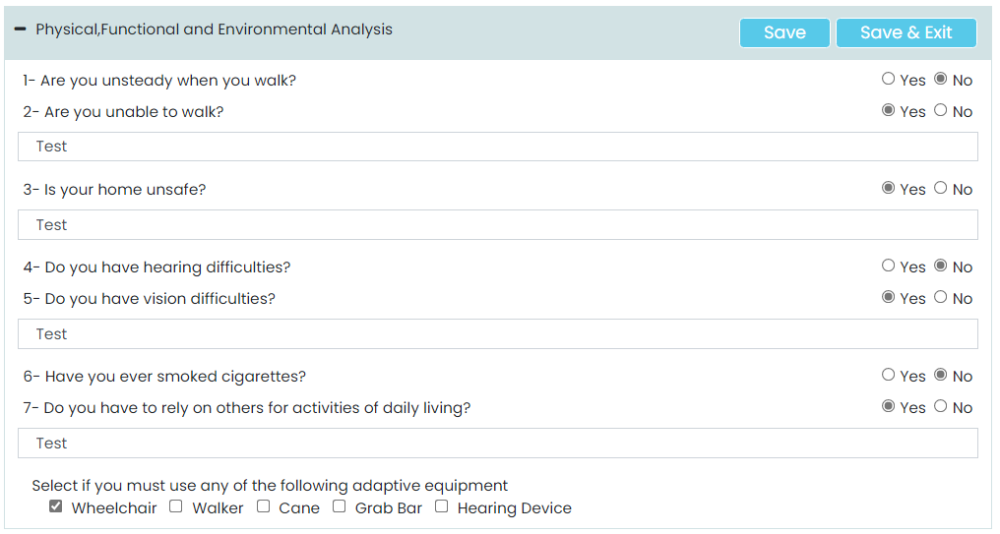 Physical,Functional and Environmental Analysis Save Save & Exit
1- Are you unsteady when you walk? Yes No
2- Are you unable to walk? Yes No
Test
3- Is your home unsafe? Yes No
Test
4- Do you have hearing difficulties? Yes No
5- Do you have vision difficulties? Yes No
Test
6- Have you ever smoked cigarettes? Yes No
7- Do you have to rely on others for activities of daily living? Yes No
Test
Select if you must use any of the following adaptive equipment
Wheelchair Walker Cane Grab Bar Hearing Device